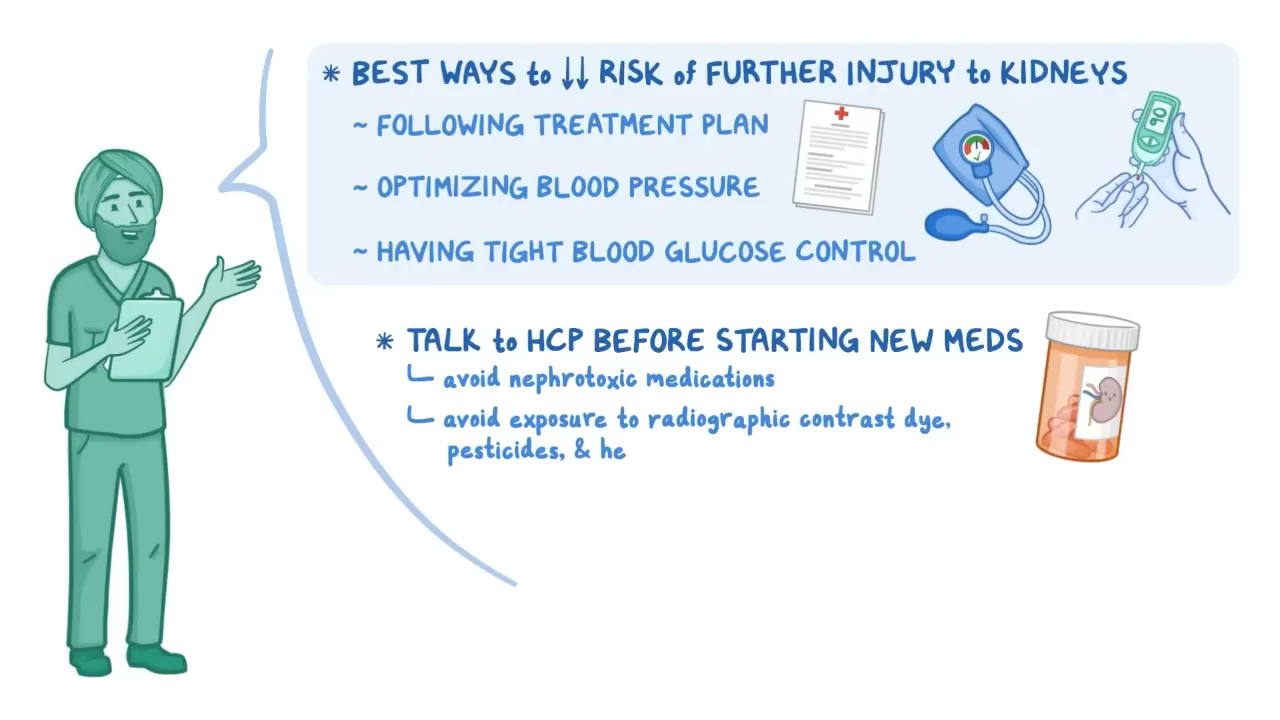 * BEST WAYS to ↓↓ RISK of FURTHER INJURY to KIDNEYS
~ FOLLOWING TREATMENT PLAN
~ OPTIMIZING BLOOD PRESSURE
~ HAVING TIGHT BLOOD GLUCOSE CONTROL
90
* TALK to HCP BEFORE STARTING NEW MEDS
avoid nephrotoxic medications
avoid exposure to radiographic contrast dye,
pesticides, & he